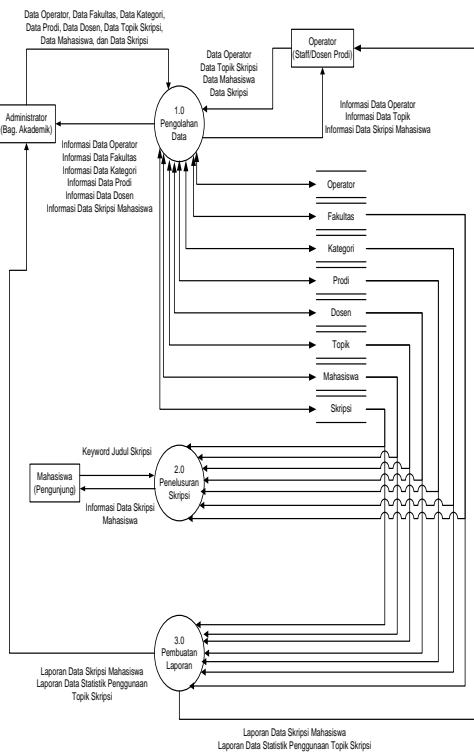 Data Operator, Data Fakultas, Data Kategori,
Data Prodi, Data Dosen, Data Topik Skripsi,
Data Mahasiswa, dan Data Skripsi
Operator
(Staff/Dosen Prodi)
Data Operator
Data Topik Skripsi
Data Mahasiswa
Data Skripsi
Administrator
(Bag. Akademik)
1.0
Pengolahan
Data
Informasi Data Operator
Informasi Data Fakultas
Informasi Data Kategori
Informasi Data Prodi
Informasi Data Dosen
Informasi Data Skripsi Mahasiswa
Informasi Operator
Informasi Topik
Informasi Data Skripsi Mahasiswa
Operator
Fakultas
Kategori
Prodi
Dosen
Topik
Mahasiswa
Skripsi
Keyword Judul Skripsi
Mahasiswa
(Pengunjung)
2.0
Penelusuran
Skripsi
Informasi Data Skripsi
Mahasiswa
3.0
Pembuatan
Laporan
Laporan Data Skripsi Mahasiswa
Laporan Data Statistik Penggunaan
Topik Skripsi
Laporan Data Skripsi Mahasiswa
Laporan Data Statistik Penggunaan Topik Skripsi